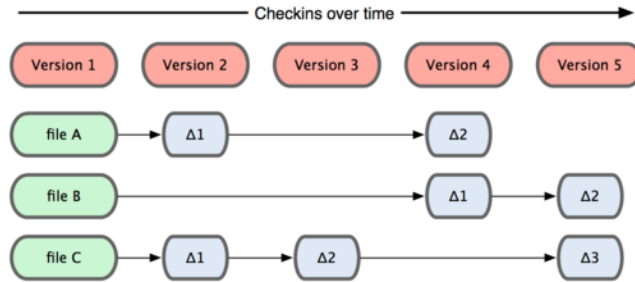 Checkins over time
Version 1 Version 2 Version 3 Version 4 Version 5
file A Δ1 Δ2
file B Δ1 Δ2
file C Δ1 Δ2 Δ3